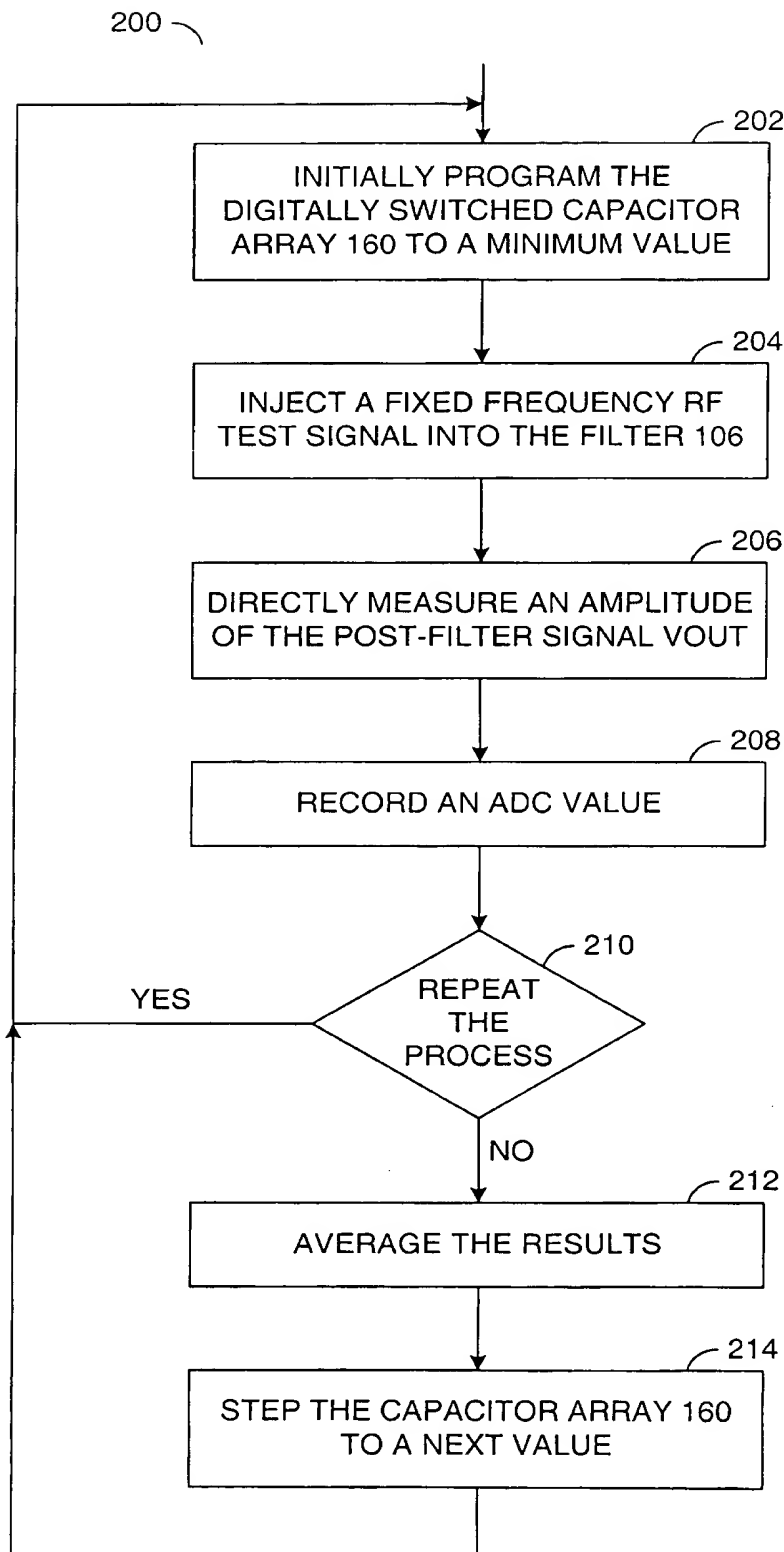 200
202
INITIALLY PROGRAM THE
DIGITALLY SWITCHED CAPACITOR
ARRAY 160 TO A MINIMUM VALUE
204
INJECT A FIXED FREQUENCY RF
TEST SIGNAL INTO THE FILTER 106
206
DIRECTLY MEASURE AN AMPLITUDE
OF THE POST-FILTER SIGNAL VOUT
208
RECORD AN ADC VALUE
210
YES
REPEAT
THE
PROCESS
NO
212
AVERAGE THE RESULTS
214
STEP THE CAPACITOR ARRAY 160
TO A NEXT VALUE